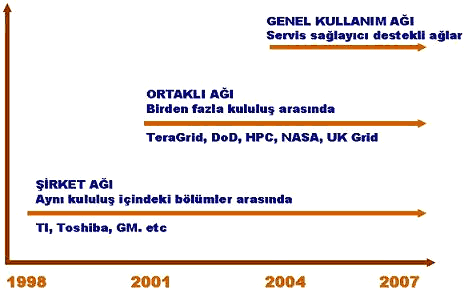 GENEL KULLANIM AĞI
Servis sağlayıcı destekli ağlar
ORTAKLI AĞI
Birden fazla kululuş arasında
TeraGrid, DoD, HPC, NASA, UK Grid
ŞİRKET AĞI
Aynı kululuş içindeki bölümler arasında
TI, Toshiba, GM. etc
1998 2001 2004 2007